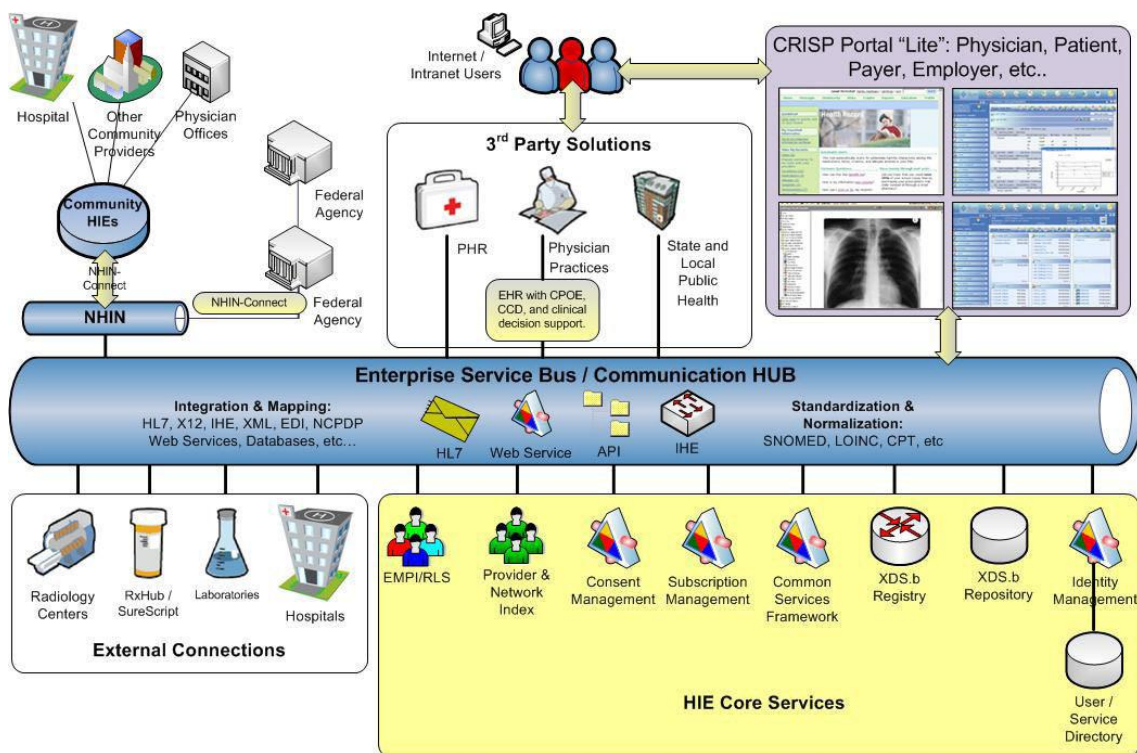 Internet /
Intranet Users
CRISP Portal “Lite”: Physician, Patient,
Payer, Employer, etc..
Hospital
Other
Community
Providers
Physician
Offices
Federal
Agency
Community
HIEs
NHIN-
Connect
NHIN-Connect
Federal
Agency
NHIN
3rd Party Solutions
PHR
Physician
Practices
State and
Local
Public
Health
EHR with CPOE,
CCD, and clinical
decision support.
Enterprise Service Bus / Communication HUB
Integration & Mapping:
HL7, X12, IHE, XML, EDI, NCPDP
Web Services, Databases, etc…
HL7
Web Service
API
IHE
Standardization &
Normalization:
SNOMED, LOINC, CPT, etc
Radiology
Centers
RxHub /
SureScript
Laboratories
Hospitals
External Connections
EMPI/RLS
Provider &
Network
Index
Consent
Management
Subscription
Management
Common
Services
Framework
XDS.b
Registry
XDS.b
Repository
Identity
Management
User /
Service
Directory
HIE Core Services